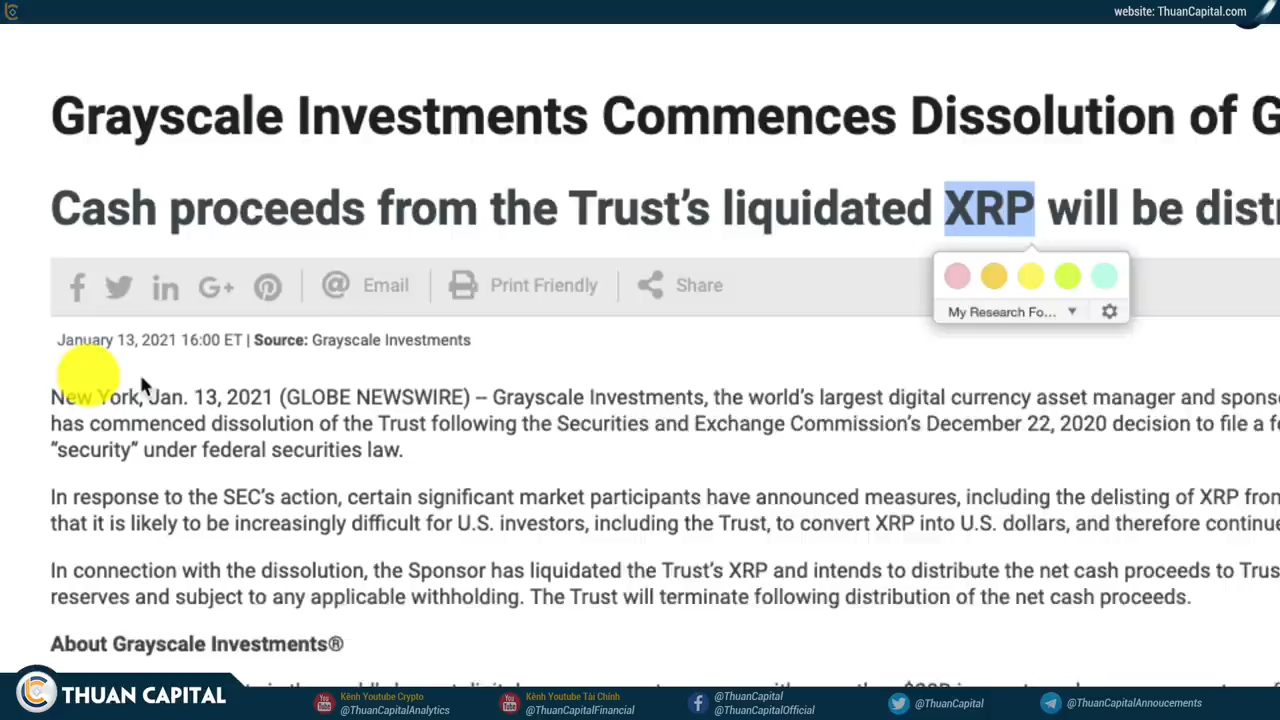 website: ThuanCapital.com
Grayscale Investments Commences Dissolution of G
Cash proceeds from the Trust’s liquidated XRP will be distr
Email Print Friendly Share
My Research Fo...
January 13, 2021 16:00 ET | Source: Grayscale Investments
New York, Jan. 13, 2021 (GLOBE NEWSWIRE) -- Grayscale Investments, the world’s largest digital currency asset manager and spons
has commenced dissolution of the Trust following the Securities and Exchange Commission’s December 22, 2020 decision to file a fe
“security” under federal securities law.
In response to the SEC’s action, certain significant market participants have announced measures, including the delisting of XRP from
that it is likely to be increasingly difficult for U.S. investors, including the Trust, to convert XRP into U.S. dollars, and therefore continue
In connection with the dissolution, the Sponsor has liquidated the Trust’s XRP and intends to distribute the net cash proceeds to Trus
reserves and subject to any applicable withholding. The Trust will terminate following distribution of the net cash proceeds.
About Grayscale Investments®
THUAN CAPITAL
Kênh Youtube Crypto
@ThuanCapitalAnalytics
Kênh Youtube Tài Chính
@ThuanCapitalFinancial
@ThuanCapital
@ThuanCapitalOfficial
@ThuanCapital
@ThuanCapitalAnnoucements